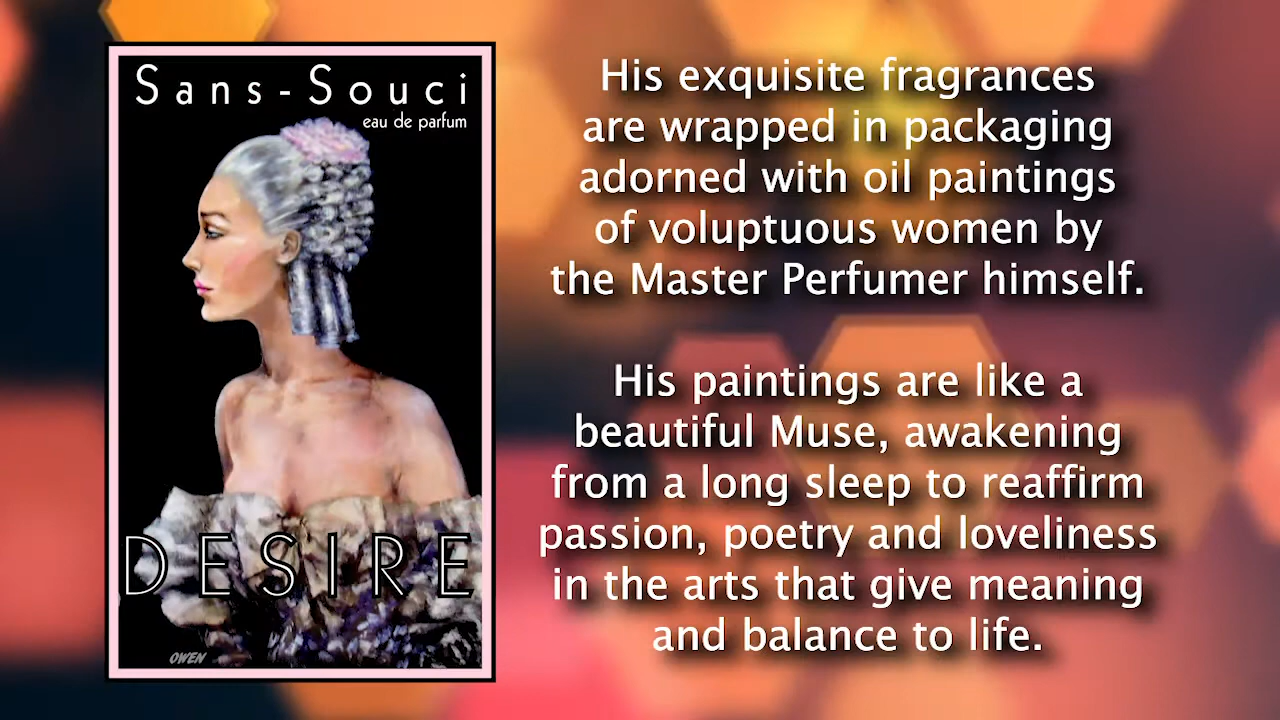 Sans-Souci
eau de parfum
DESIRE
OWEN
His exquisite fragrances
are wrapped in packaging
adorned with oil paintings
of voluptuous women by
the Master Perfumer himself.
His paintings are like a
beautiful Muse, awakening
from a long sleep to reaffirm
passion, poetry and loveliness
in the arts that give meaning
and balance to life.